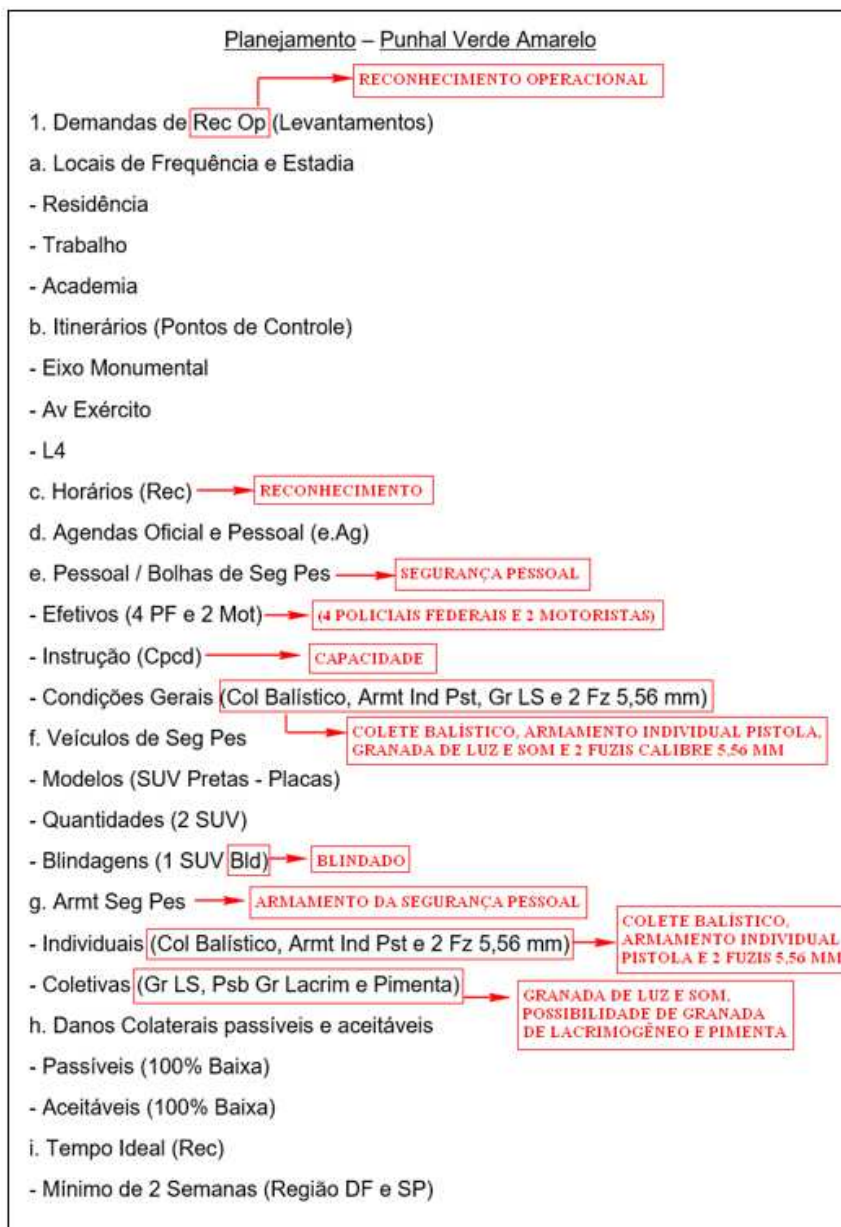 Planejamento – Punhal Verde Amarelo
RECONHECIMENTO OPERACIONAL
1. Demandas de Rec Op (Levantamentos)
a. Locais de Frequência e Estadia
- Residência
- Trabalho
- Academia
b. Itinerários (Pontos de Controle)
- Eixo Monumental
- Av Exército
- L4
c. Horários (Rec) RECONHECIMENTO
d. Agendas Oficial e Pessoal (e.Ag)
e. Pessoal / Bolhas de Seg Pes SEGURANÇA PESSOAL
- Efetivos (4 PF e 2 Mot) (4 POLICIAIS FEDERAIS E 2 MOTORISTAS)
- Instrução (Cpcd) CAPACIDADE
- Condições Gerais (Col Balístico, Armt Ind Pst, Gr LS e 2 Fz 5,56 mm)
COLETE BALÍSTICO, ARMAMENTO INDIVIDUAL PISTOLA,
GRANADA DE LUZ E SOM E 2 FUZIS CALIBRE 5,56 MM
f. Veículos de Seg Pes
- Modelos (SUV Pretas - Placas)
- Quantidades (2 SUV)
- Blindagens (1 SUV Bld) BLINDADO
g. Armt Seg Pes ARMAMENTO DA SEGURANÇA PESSOAL
- Individuais (Col Balístico, Armt Ind Pst e 2 Fz 5,56 mm)
COLETE BALÍSTICO,
ARMAMENTO INDIVIDUAL
PISTOLA E 2 FUZIS 5,56 MM
- Coletivas (Gr LS, Psb Gr Lacrim e Pimenta)
GRANADA DE LUZ E SOM,
POSSIBILIDADE DE GRANADA
DE LACRIMOGÊNEO E PIMENTA
h. Danos Colaterais passíveis e aceitáveis
- Passíveis (100% Baixa)
- Aceitáveis (100% Baixa)
i. Tempo Ideal (Rec)
- Mínimo de 2 Semanas (Região DF e SP)